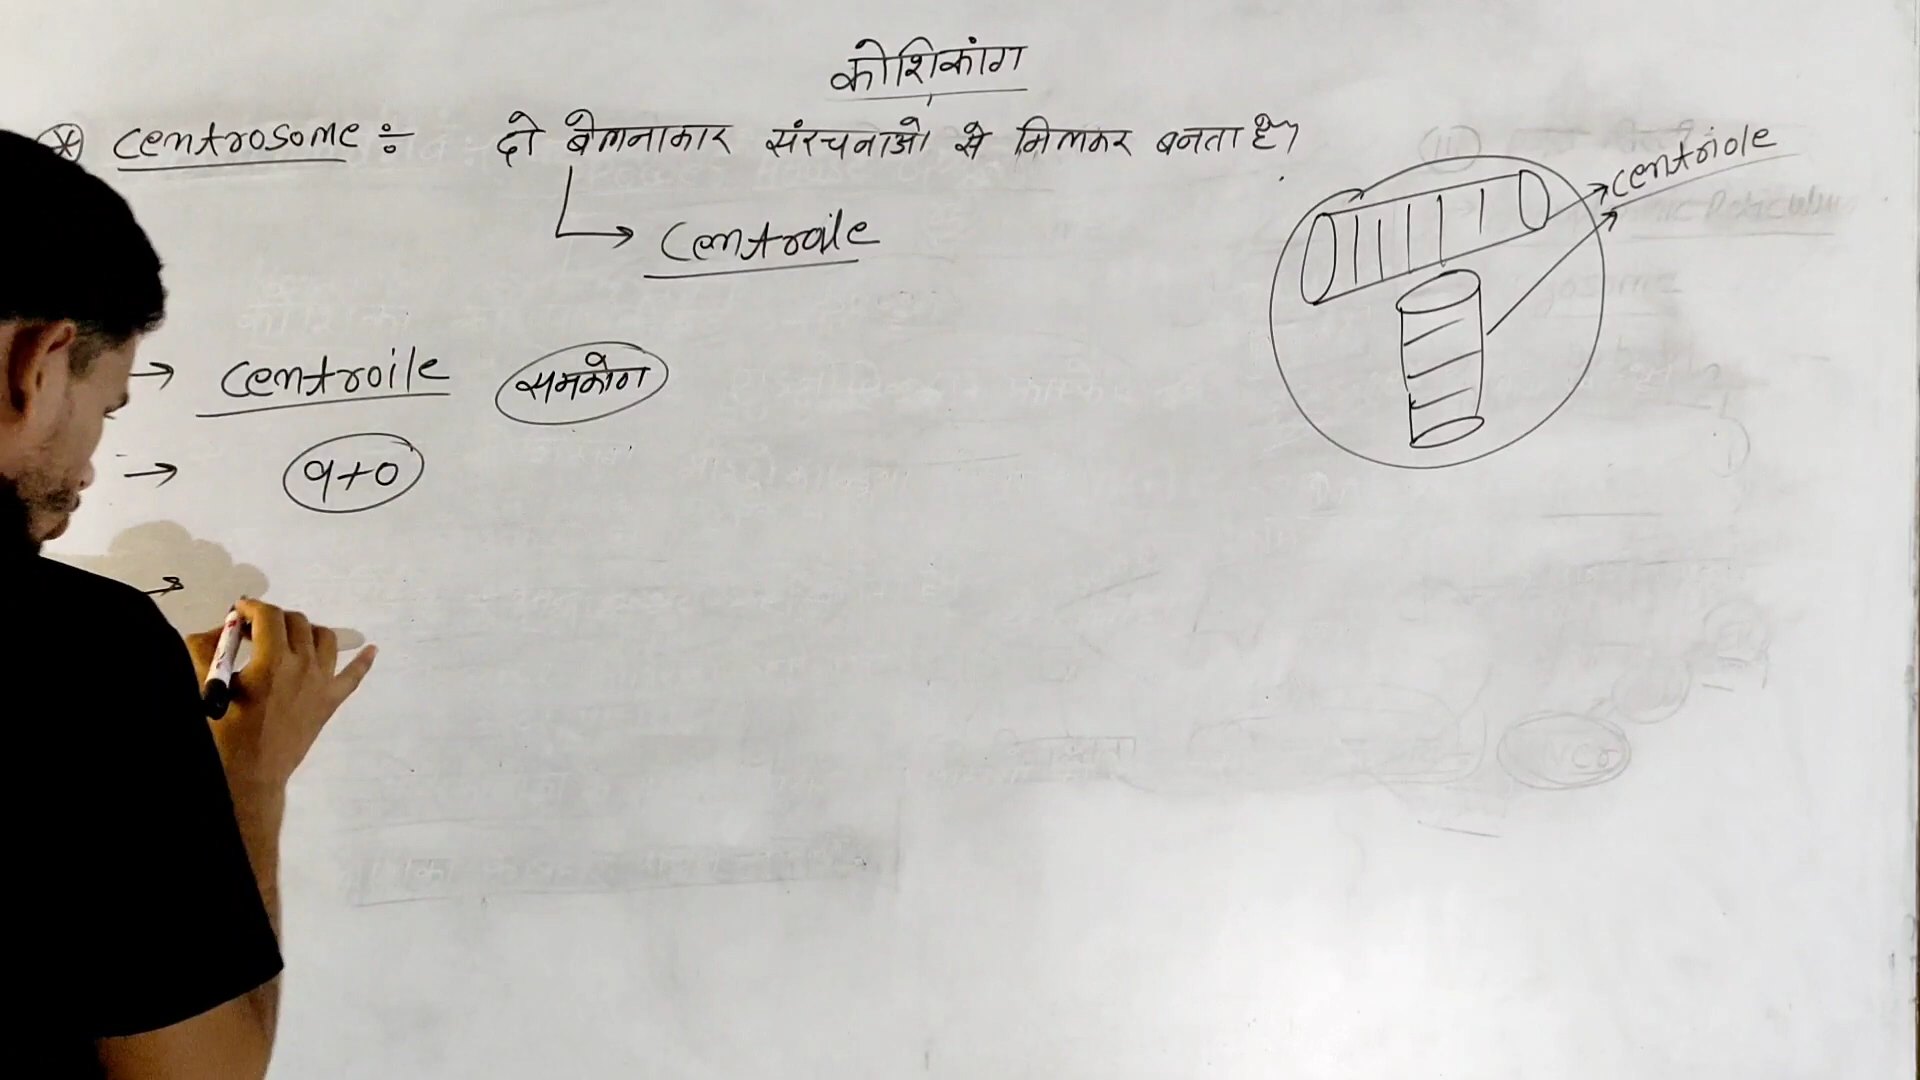 कोशिकांग
* Centrosome ÷ दो बेलनाकार संरचनाओं से मिलकर बनता है।
Centriole
Centroile
→ Centroile समकोण
→ 9+0
→